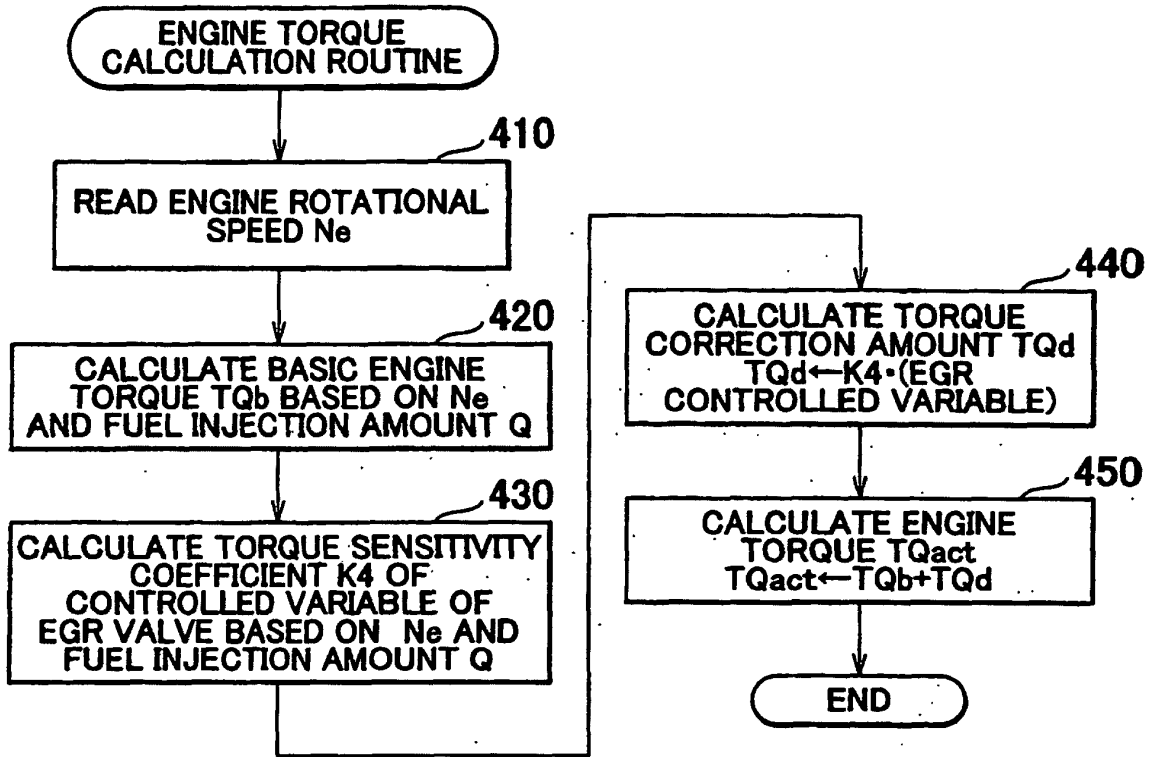 ENGINE TORQUE
CALCULATION ROUTINE
410
READ ENGINE ROTATIONAL
SPEED Ne
420
CALCULATE BASIC ENGINE
TORQUE TQb BASED ON Ne
AND FUEL INJECTION AMOUNT Q
430
CALCULATE TORQUE SENSITIVITY
COEFFICIENT K4 OF
CONTROLLED VARIABLE OF
EGR VALVE BASED ON Ne AND
FUEL INJECTION AMOUNT Q
440
CALCULATE TORQUE
CORRECTION AMOUNT TQd
TQd←K4·(EGR
CONTROLLED VARIABLE)
450
CALCULATE ENGINE
TORQUE TQact
TQact←TQb+TQd
END